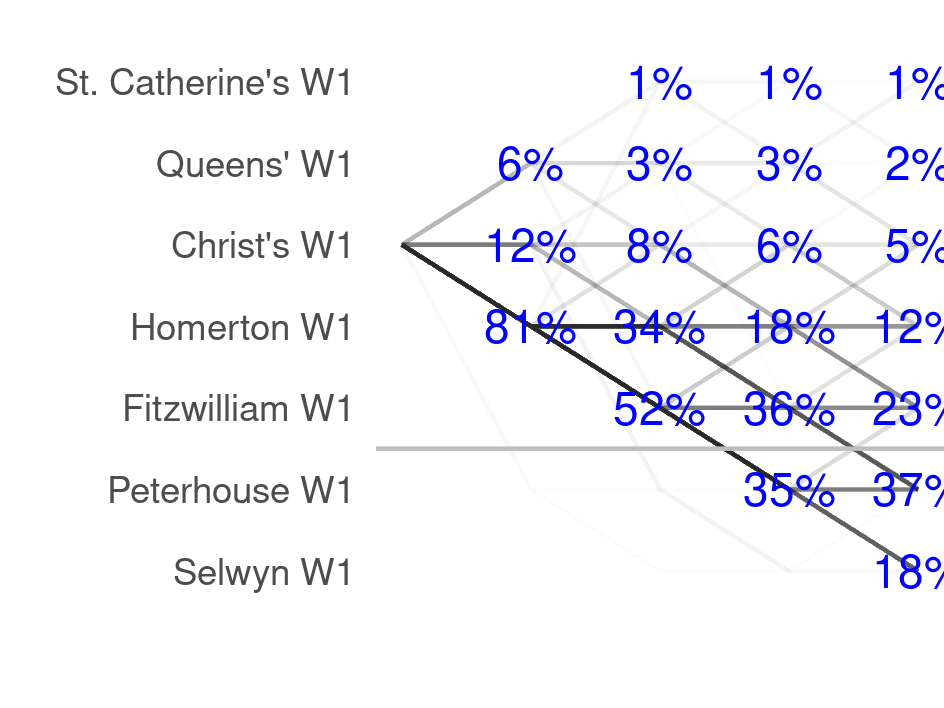 St. Catherine's W1 1% 1% 1%
Queens' W1 6% 3% 3% 2%
Christ's W1 12% 8% 6% 5%
Homerton W1 81% 34% 18% 12%
Fitzwilliam W1 52% 36% 23%
Peterhouse W1 35% 37%
Selwyn W1 18%